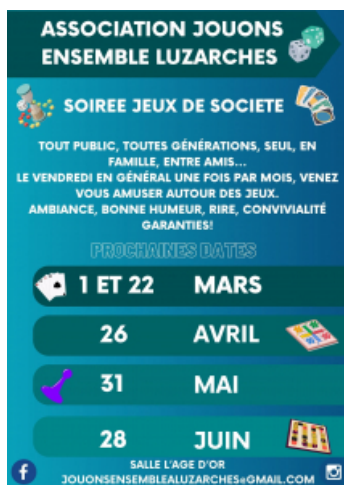 ASSOCIATION JOUONS
ENSEMBLE LUZARCHES
SOIREE JEUX DE SOCIETE
TOUT PUBLIC, TOUTES GÉNÉRATIONS, SEUL, EN
FAMILLE, ENTRE AMIS...
LE VENDREDI EN GÉNÉRAL UNE FOIS PAR MOIS, VENEZ
VOUS AMUSER AUTOUR DES JEUX.
AMBIANCE, BONNE HUMEUR, RIRE, CONVIVIALITÉ
GARANTIES!
PROCHAINES DATES
1 ET 22 MARS
26 AVRIL
31 MAI
28 JUIN
SALLE L'AGE D'OR
JOUONSENSEMBLEALUZARCHES@GMAIL.COM